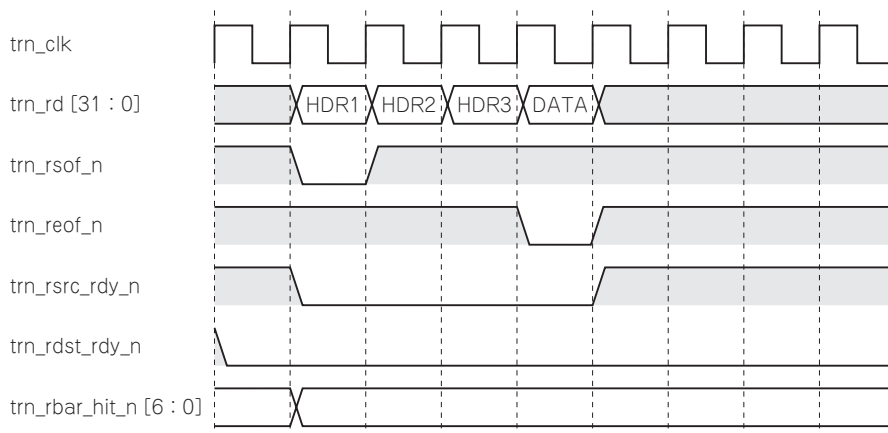 trn_clk
trn_rd [31 : 0]
HDR1 HDR2 HDR3 DATA
trn_rsof_n
trn_reof_n
trn_rsrc_rdy_n
trn_rdst_rdy_n
trn_rbar_hit_n [6 : 0]